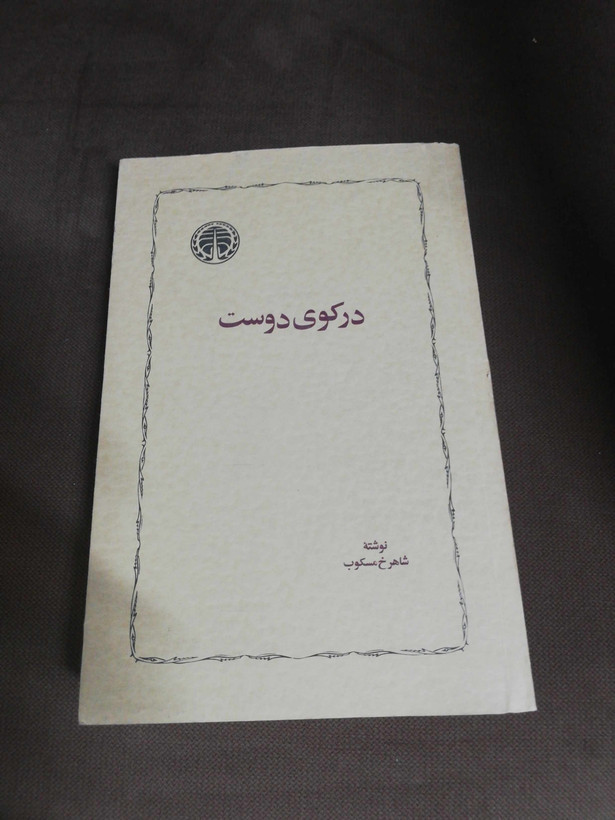 در کوی دوست
نوشتهٔ
شاهرخ مسکوب